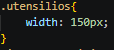 .utensilios{
    width: 150px;
}